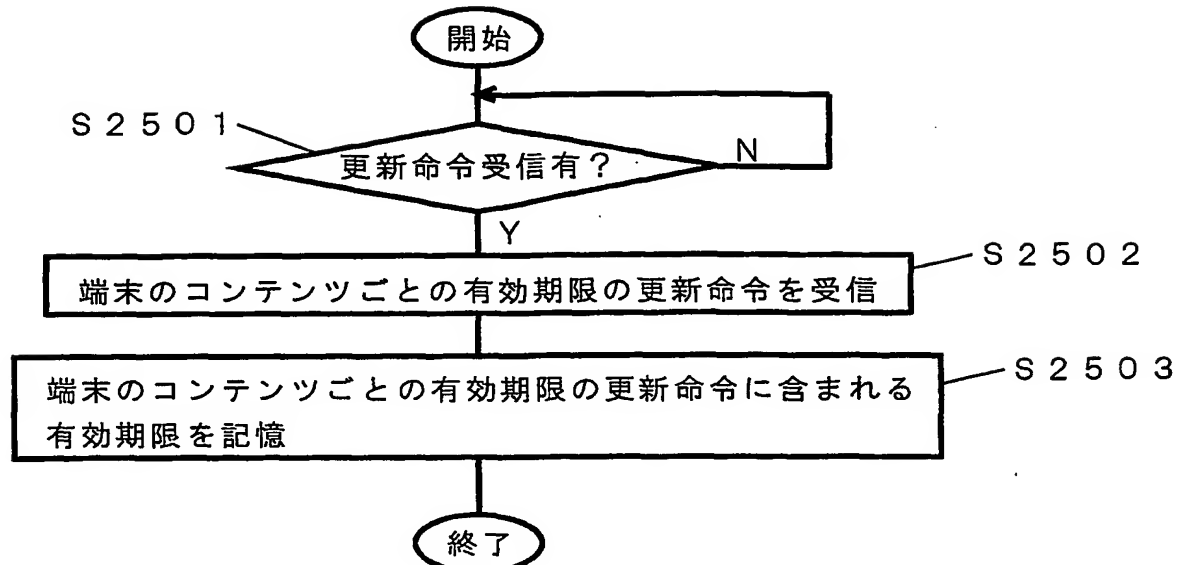 開始
S2501
更新命令受信有?
N
Y
S2502
端末のコンテンツごとの有効期限の更新命令を受信
S2503
端末のコンテンツごとの有効期限の更新命令に含まれる
有効期限を記憶
終了